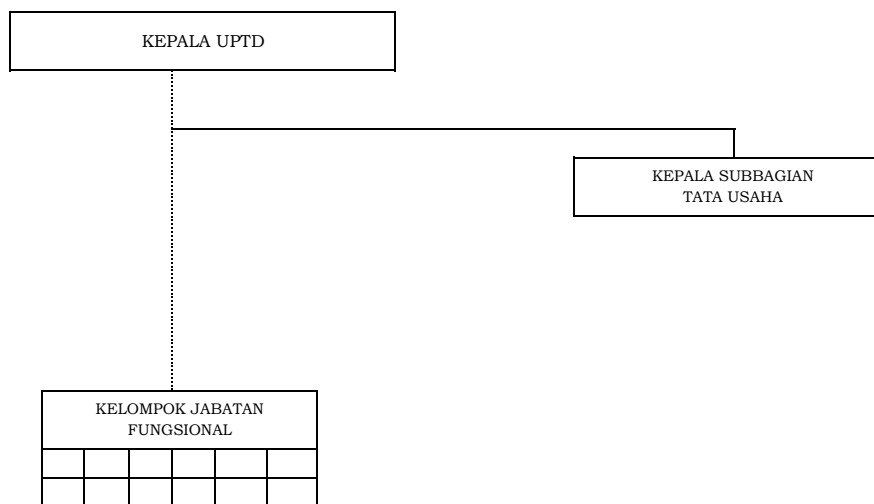 KEPALA UPTD
KEPALA SUBBAGIAN
TATA USAHA
KELOMPOK JABATAN
FUNGSIONAL